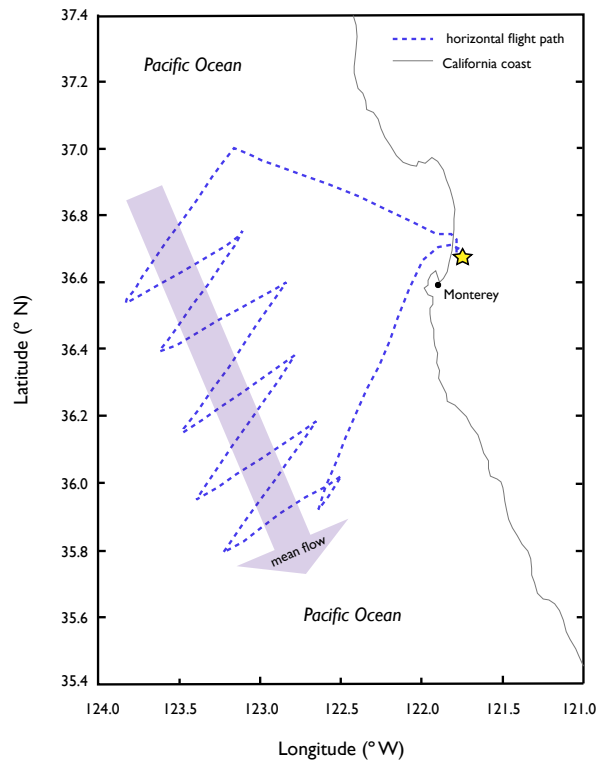 37.4
horizontal flight path
California coast
Pacific Ocean
37.2
37.0
36.8
36.6
Monterey
36.4
36.2
36.0
35.8
mean flow
Pacific Ocean
35.6
35.4
124.0 123.5 123.0 122.5 122.0 121.5 121.0
Longitude (º W)
Latitude (º N)